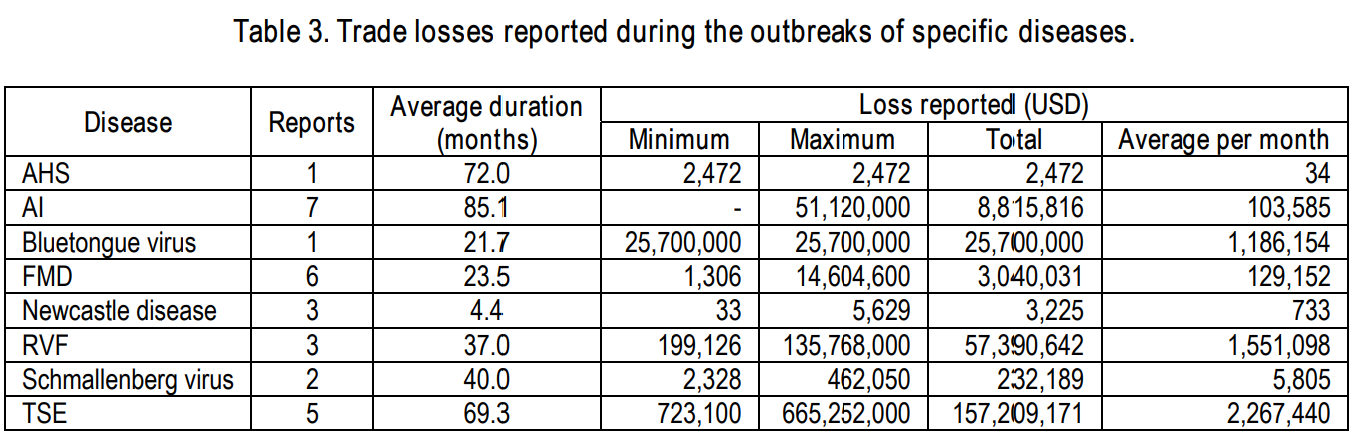 Table 3. Trade losses reported during the outbreaks of specific diseases.
Disease Reports Average duration (months) Loss reported (USD)
Minimum Maximum Total Average per month
AHS 1 72.0 2,472 2,472 2,472 34
AI 7 85.1 - 51,120,000 8,815,816 103,585
Bluetongue virus 1 21.7 25,700,000 25,700,000 25,700,000 1,186,154
FMD 6 23.5 1,306 14,604,600 3,040,031 129,152
Newcastle disease 3 4.4 33 5,629 3,225 733
RVF 3 37.0 199,126 135,768,000 57,390,642 1,551,098
Schmallenberg virus 2 40.0 2,328 462,050 232,189 5,805
TSE 5 69.3 723,100 665,252,000 157,209,171 2,267,440